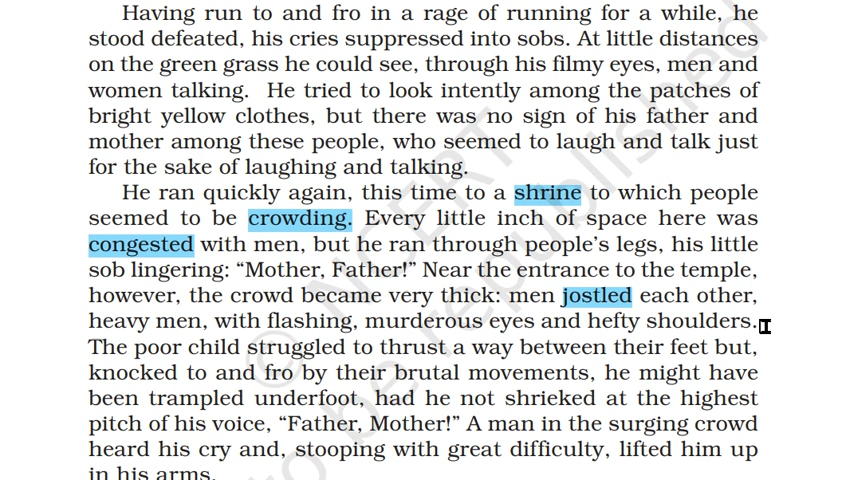 Having run to and fro in a rage of running for a while, he
stood defeated, his cries suppressed into sobs. At little distances
on the green grass he could see, through his filmy eyes, men and
women talking. He tried to look intently among the patches of
bright yellow clothes, but there was no sign of his father and
mother among these people, who seemed to laugh and talk just
for the sake of laughing and talking.
He ran quickly again, this time to a shrine to which people
seemed to be crowding. Every little inch of space here was
congested with men, but he ran through people’s legs, his little
sob lingering: “Mother, Father!” Near the entrance to the temple,
however, the crowd became very thick: men jostled each other,
heavy men, with flashing, murderous eyes and hefty shoulders.
The poor child struggled to thrust a way between their feet but,
knocked to and fro by their brutal movements, he might have
been trampled underfoot, had he not shrieked at the highest
pitch of his voice, “Father, Mother!” A man in the surging crowd
heard his cry and, stooping with great difficulty, lifted him up
in his arms.
© NCERT
to be republished